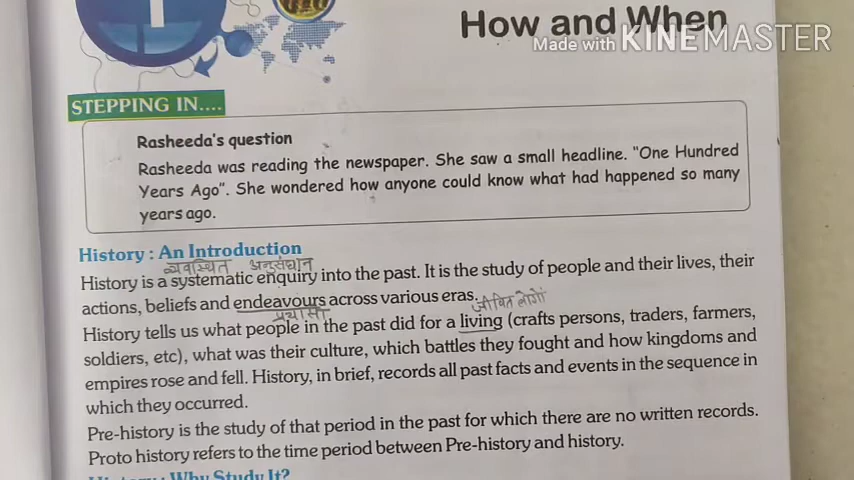 1
How and When
Made with KINEMASTER
STEPPING IN....
Rasheeda's question
Rasheeda was reading the newspaper. She saw a small headline. "One Hundred
Years Ago". She wondered how anyone could know what had happened so many
years ago.
History : An Introduction
व्यवस्थित अनुसंधान
History is a systematic enquiry into the past. It is the study of people and their lives, their
actions, beliefs and endeavours across various eras.
प्रयासों जीवित लोगों
History tells us what people in the past did for a living (crafts persons, traders, farmers,
soldiers, etc), what was their culture, which battles they fought and how kingdoms and
empires rose and fell. History, in brief, records all past facts and events in the sequence in
which they occurred.
Pre-history is the study of that period in the past for which there are no written records.
Proto history refers to the time period between Pre-history and history.
History : Why Study It?